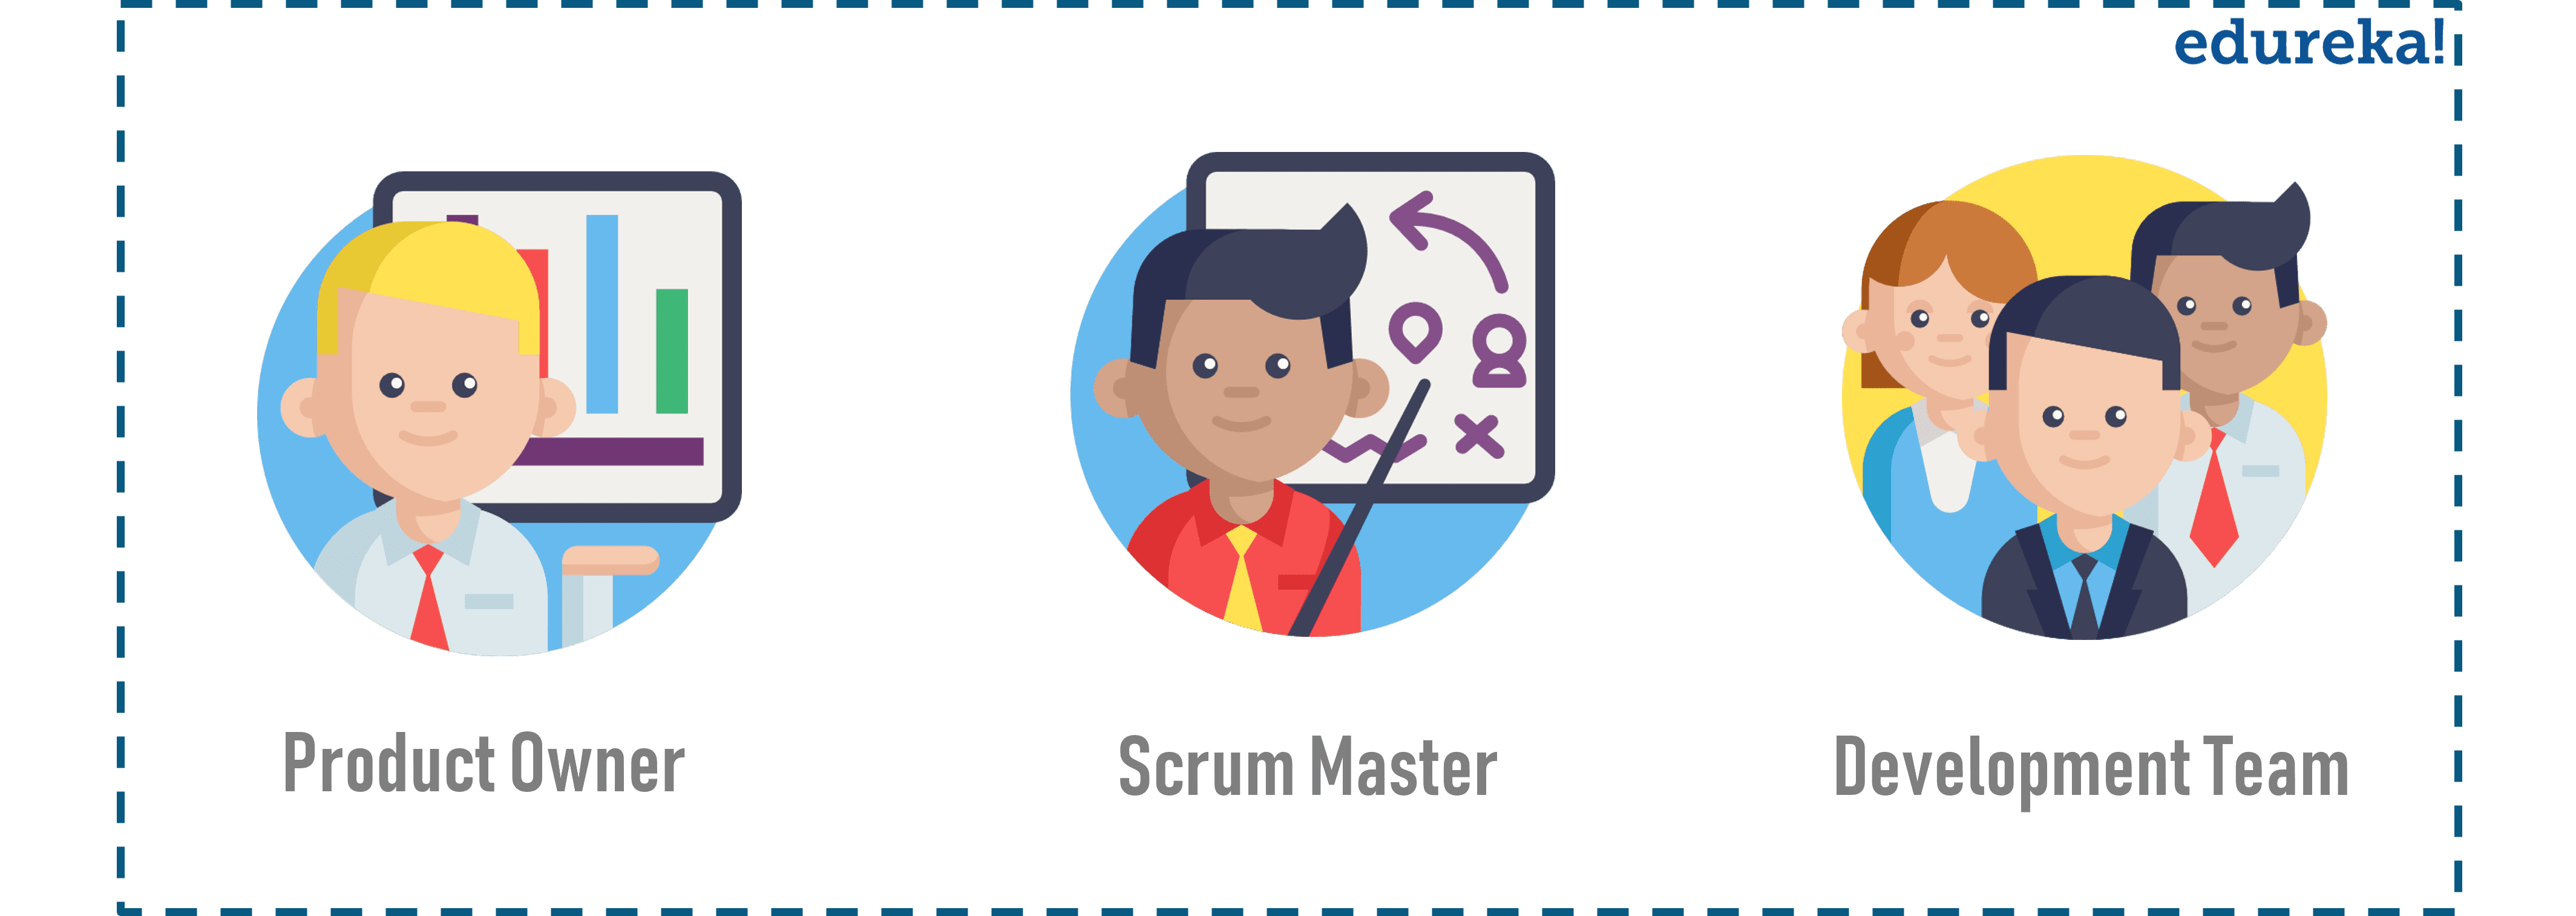 edureka!
Product Owner
Scrum Master
Development Team